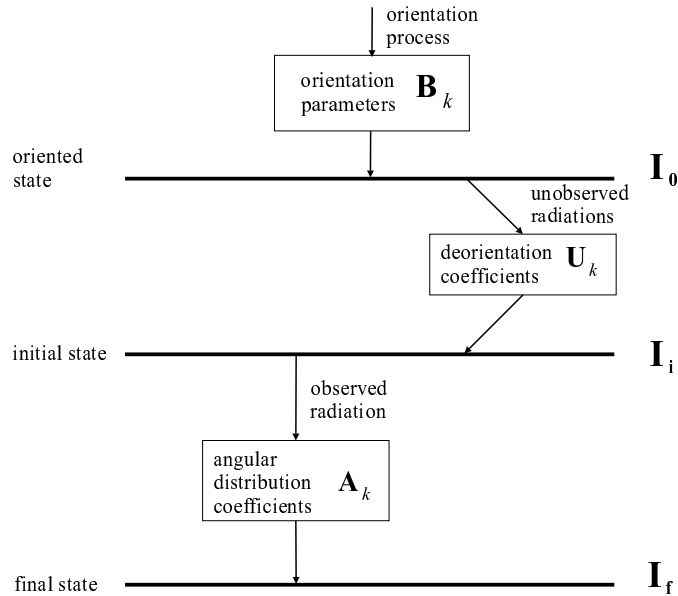 orientation
process
orientation
parameters B k
oriented
state
I 0
unobserved
radiations
deorientation
coefficients U k
initial state
I i
observed
radiation
angular
distribution
coefficients A k
final state
I f